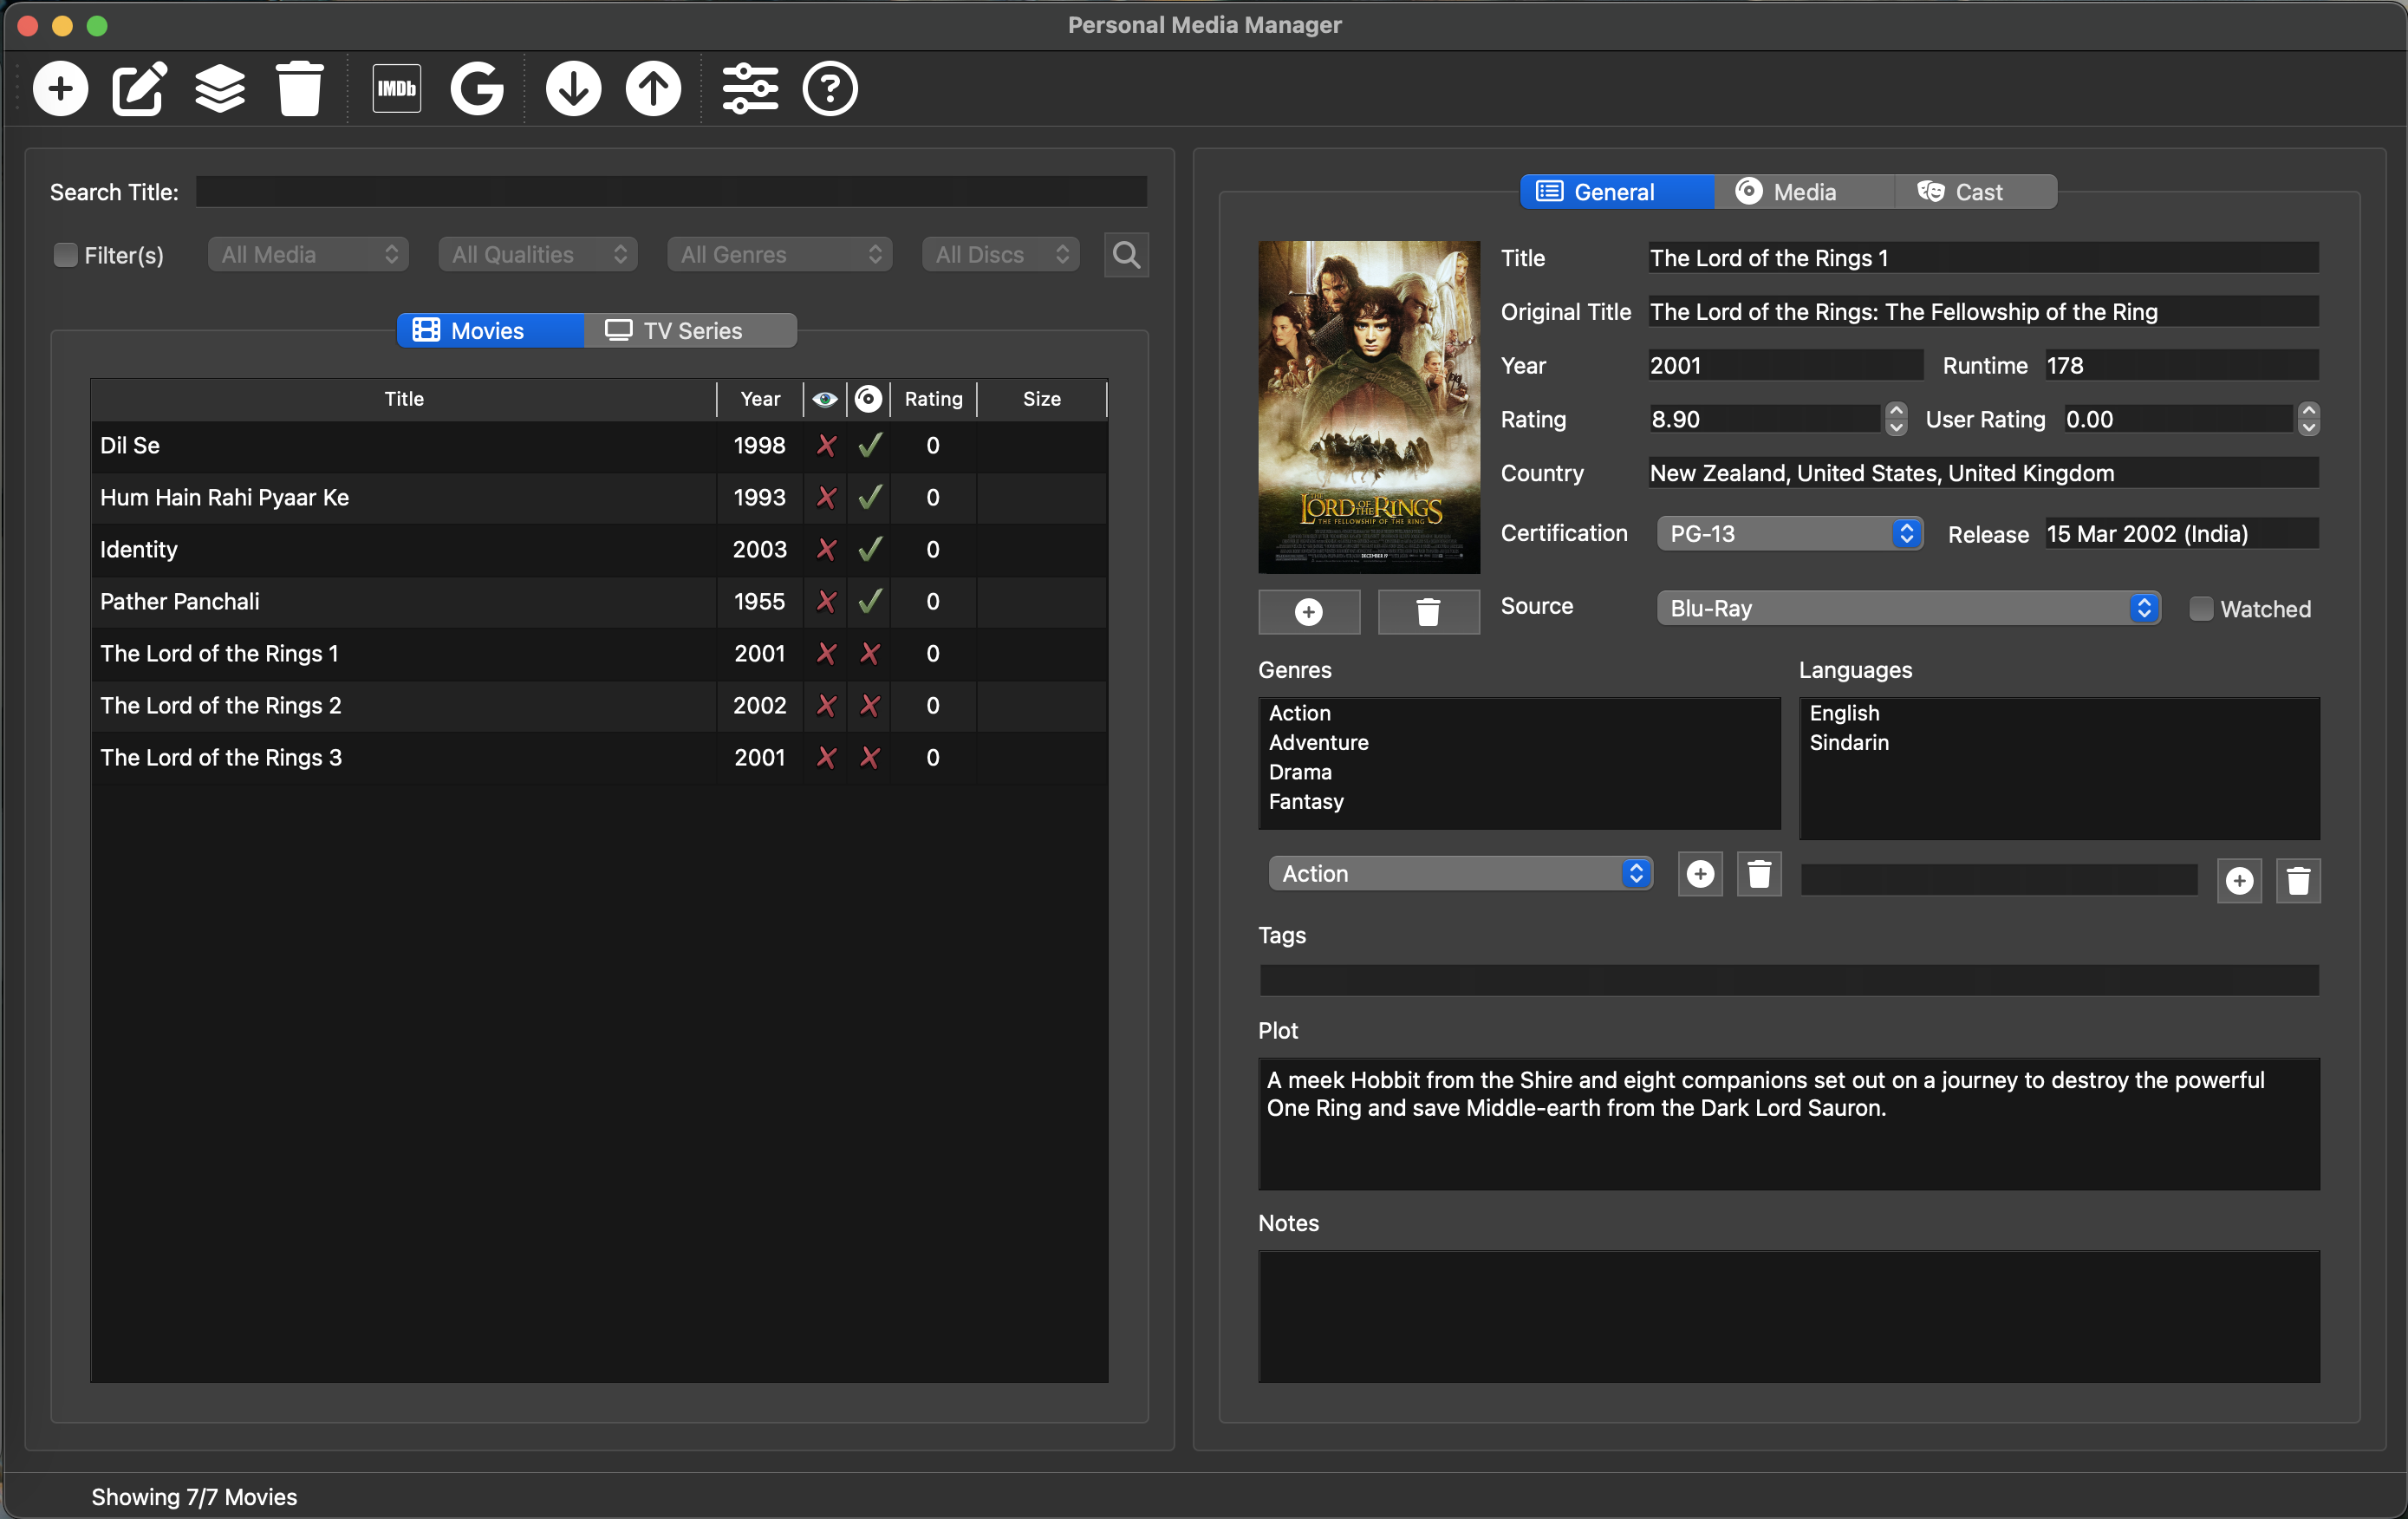 Personal Media Manager
IMDb
Search Title:
Filter(s) All Media All Qualities All Genres All Discs
Movies TV Series
Title Year Rating Size
Dil Se 1998 0
Hum Hain Rahi Pyaar Ke 1993 0
Identity 2003 0
Pather Panchali 1955 0
The Lord of the Rings 1 2001 0
The Lord of the Rings 2 2002 0
The Lord of the Rings 3 2001 0
Showing 7/7 Movies
General Media Cast
THE
LORD OF THE RINGS
THE FELLOWSHIP OF THE RING
DECEMBER 19
Title The Lord of the Rings 1
Original Title The Lord of the Rings: The Fellowship of the Ring
Year 2001 Runtime 178
Rating 8.90 User Rating 0.00
Country New Zealand, United States, United Kingdom
Certification PG-13 Release 15 Mar 2002 (India)
Source Blu-Ray Watched
Genres
Action
Adventure
Drama
Fantasy
Action
Languages
English
Sindarin
Tags
Plot
A meek Hobbit from the Shire and eight companions set out on a journey to destroy the powerful
One Ring and save Middle-earth from the Dark Lord Sauron.
Notes